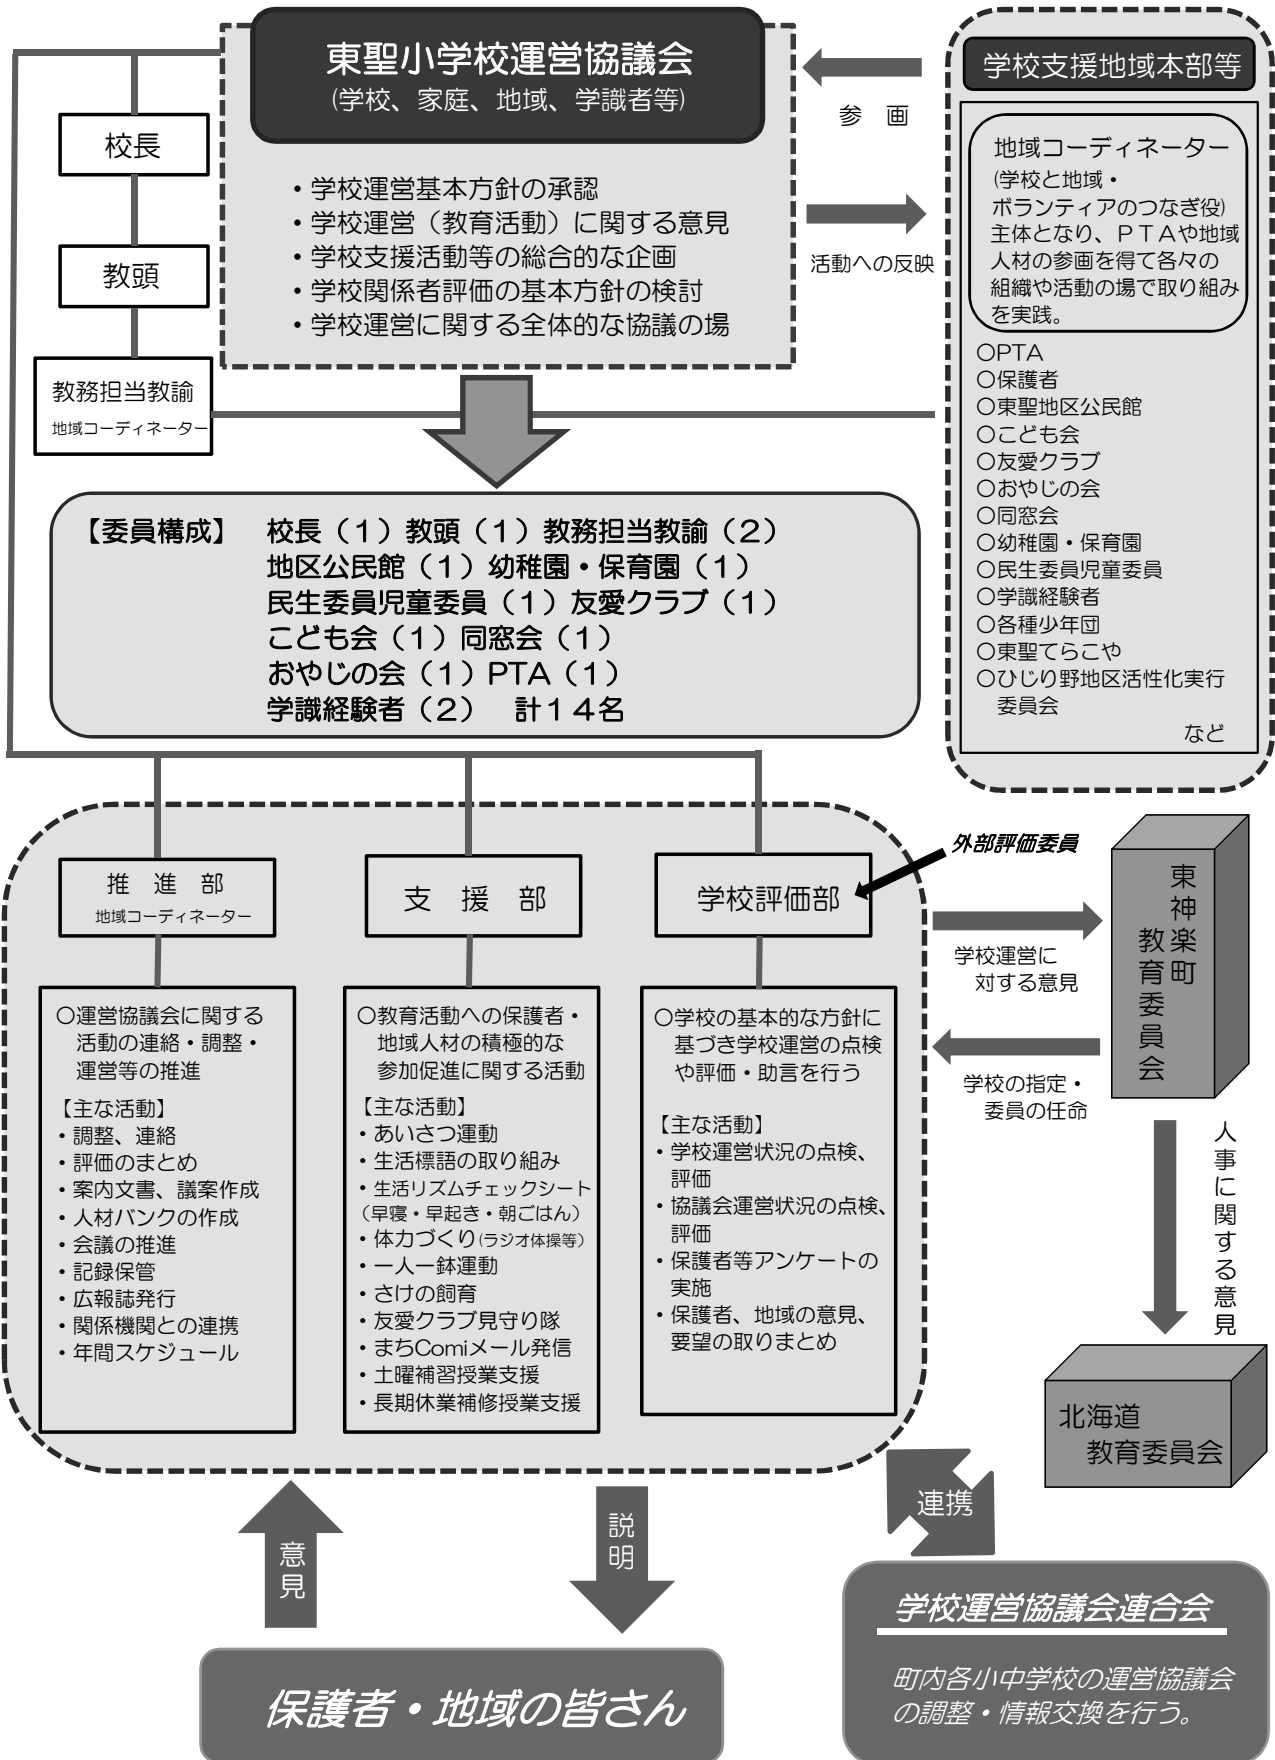 東聖小学校運営協議会
(学校、家庭、地域、学識者等)
・学校運営基本方針の承認
・学校運営（教育活動）に関する意見
・学校支援活動等の総合的な企画
・学校関係者評価の基本方針の検討
・学校運営に関する全体的な協議の場
校長
教頭
教務担当教諭
地域コーディネーター
参　画
活動への反映
学校支援地域本部等
地域コーディネーター
(学校と地域・
ボランティアのつなぎ役)
主体となり、ＰＴＡや地域
人材の参画を得て各々の
組織や活動の場で取り組み
を実践。
○PTA
○保護者
○東聖地区公民館
○こども会
○友愛クラブ
○おやじの会
○同窓会
○幼稚園・保育園
○民生委員児童委員
○学識経験者
○各種少年団
○東聖てらこや
○ひじり野地区活性化実行
委員会
など
【委員構成】　校長（１）教頭（１）教務担当教諭（２）
地区公民館（１）幼稚園・保育園（１）
民生委員児童委員（１）友愛クラブ（１）
こども会（１）同窓会（１）
おやじの会（１）PTA（１）
学識経験者（２）　計１４名
推　進　部
地域コーディネーター
○運営協議会に関する
活動の連絡・調整・
運営等の推進
【主な活動】
・調整、連絡
・評価のまとめ
・案内文書、議案作成
・人材バンクの作成
・会議の推進
・記録保管
・広報誌発行
・関係機関との連携
・年間スケジュール
支　援　部
○教育活動への保護者・
地域人材の積極的な
参加促進に関する活動
【主な活動】
・あいさつ運動
・生活標語の取り組み
・生活リズムチェックシート
（早寝・早起き・朝ごはん）
・体力づくり(ラジオ体操等）
・一人一鉢運動
・さけの飼育
・友愛クラブ見守り隊
・まちComiメール発信
・土曜補習授業支援
・長期休業補修授業支援
学校評価部
○学校の基本的な方針に
基づき学校運営の点検
や評価・助言を行う
【主な活動】
・学校運営状況の点検、
評価
・協議会運営状況の点検、
評価
・保護者等アンケートの
実施
・保護者、地域の意見、
要望の取りまとめ
外部評価委員
学校運営に
対する意見
学校の指定・
委員の任命
東神楽町
教育委員会
人事に関する意見
北海道
教育委員会
意見
説明
連携
保護者・地域の皆さん
学校運営協議会連合会
町内各小中学校の運営協議会
の調整・情報交換を行う。